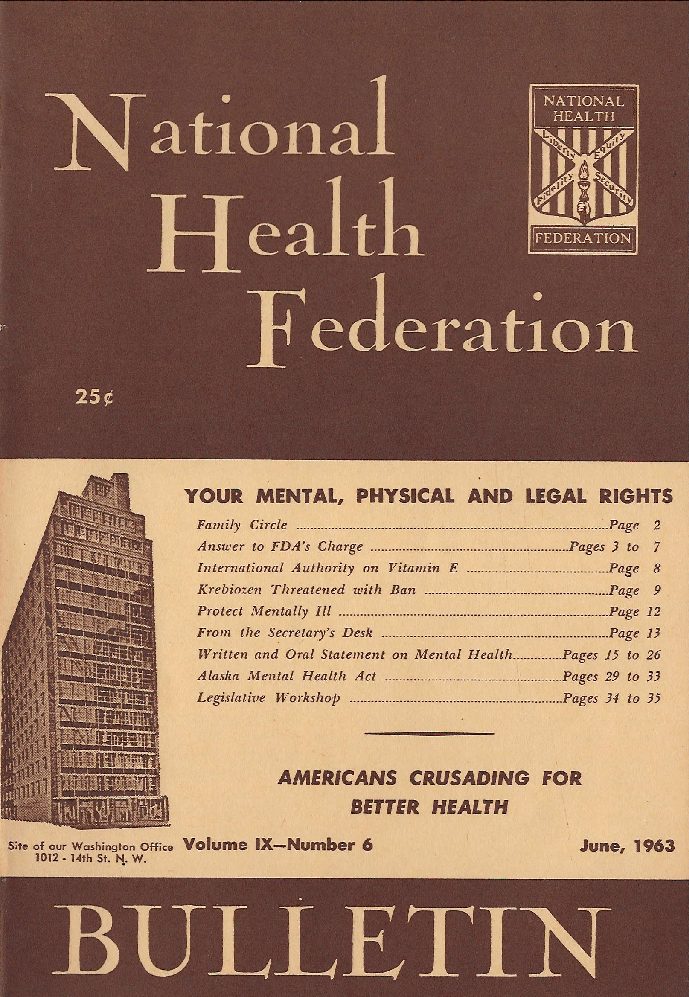 National
Health
Federation
NATIONAL
HEALTH
Equity
Fidelity
Security
FEDERATION
25¢
YOUR MENTAL, PHYSICAL AND LEGAL RIGHTS
Family Circle ........ Page 2
Answer to FDA's Charge ........ Pages 3 to 7
International Authority on Vitamin E ........ Page 8
Krebiozen Threatened with Ban ........ Page 9
Protect Mentally Ill ........ Page 12
From the Secretary's Desk ........ Page 13
Written and Oral Statement on Mental Health ........ Pages 15 to 26
Alaska Mental Health Act ........ Pages 29 to 33
Legislative Workshop ........ Pages 34 to 35
AMERICANS CRUSADING FOR
BETTER HEALTH
Site of our Washington Office
1012 - 14th St. N. W.
Volume IX—Number 6
June, 1963
BULLETIN